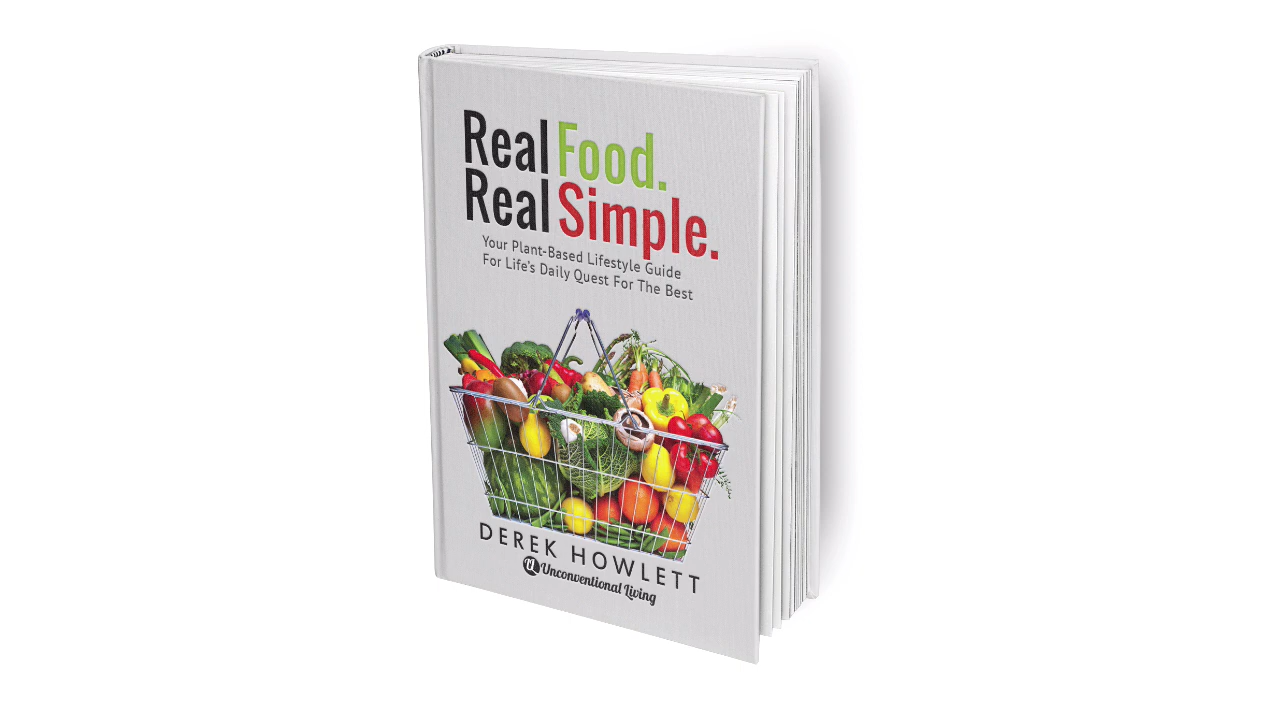 Real Food.
Real Simple.
Your Plant-Based Lifestyle Guide
For Life's Daily Quest For The Best
DEREK HOWLETT
UL Unconventional Living